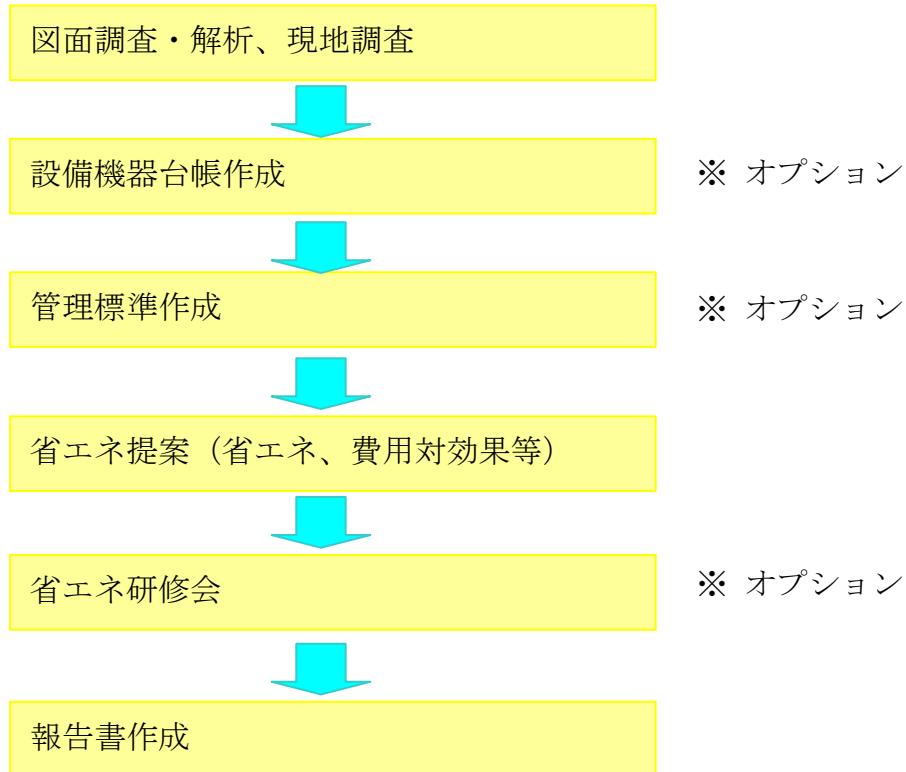 図面調査・解析、現地調査
設備機器台帳作成 ※ オプション
管理標準作成 ※ オプション
省エネ提案（省エネ、費用対効果等）
省エネ研修会 ※ オプション
報告書作成